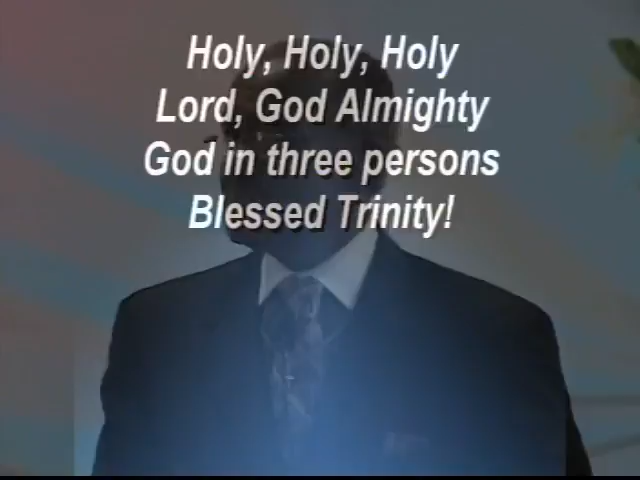 Holy, Holy, Holy
Lord, God Almighty
God in three persons
Blessed Trinity!